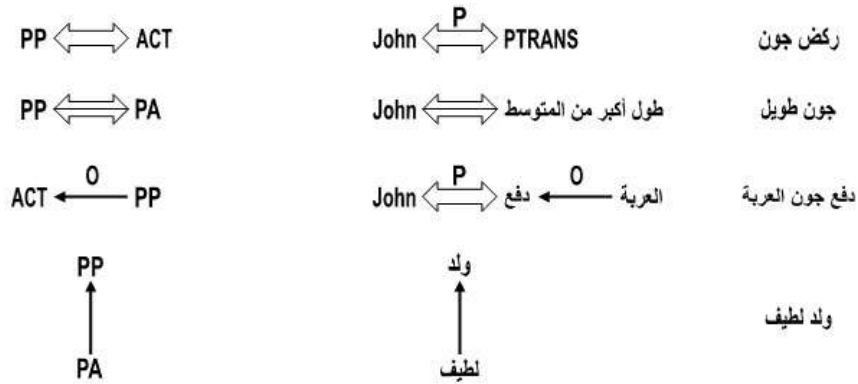 PP ACT John P PTRANS ركض جون
PP PA John طول أكبر من المتوسط جون طويل
ACT O PP John P دفع O العربة دفع جون العربة
PP ولد
ولد لطيف
PA لطيف